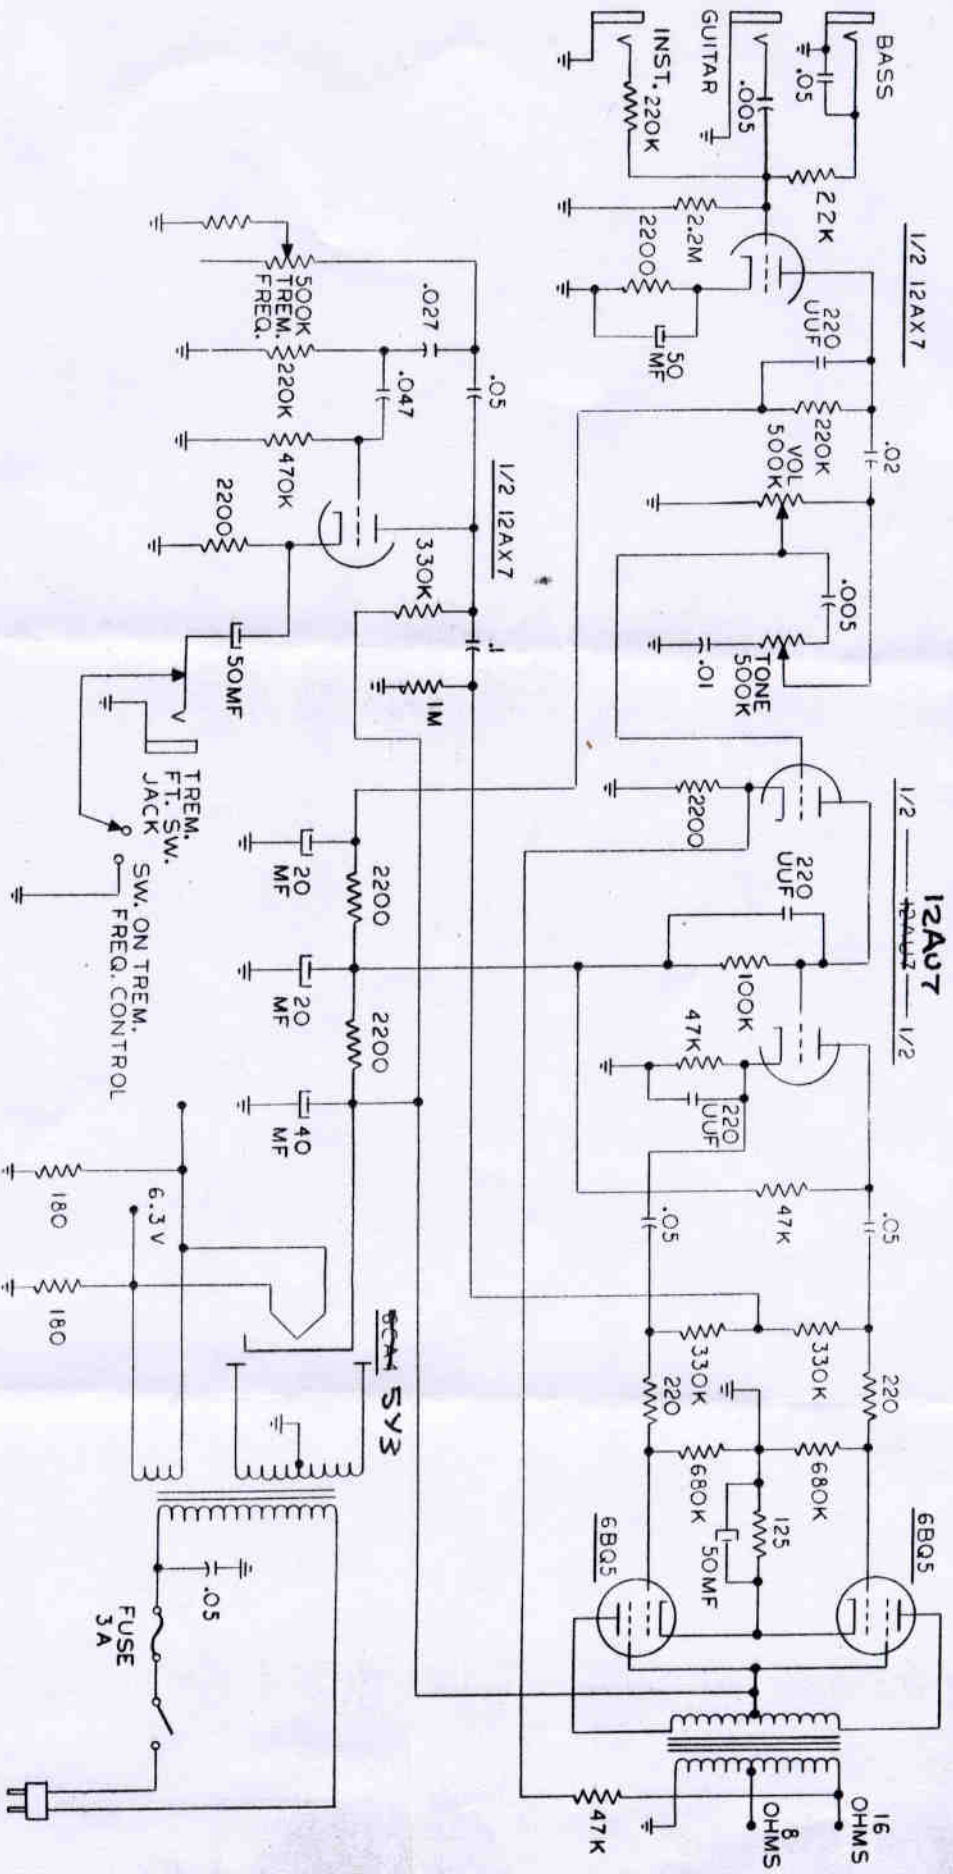 BASS
.05
GUITAR
.005
INST.
220K
22K
2.2M
2200
50
MF
1/2 12AX7
220
UUF
220K
.02
VOL
500K
.005
TONE
500K
.01
12AU7
1/2 12AU7 1/2
2200
220
UUF
100K
47K
220
UUF
47K
.05
.05
330K
330K
220
220
680K
680K
125
50MF
6BQ5
6BQ5
16
OHMS
8
OHMS
47K
500K
TREM.
FREQ.
.027
220K
.047
.05
470K
1/2 12AX7
2200
330K
.1
1M
50MF
TREM.
FT. SW.
JACK
SW. ON TREM.
FREQ. CONTROL
20
MF
2200
20
MF
2200
40
MF
6.3V
180
180
6CA4 5Y3
.05
FUSE
3A